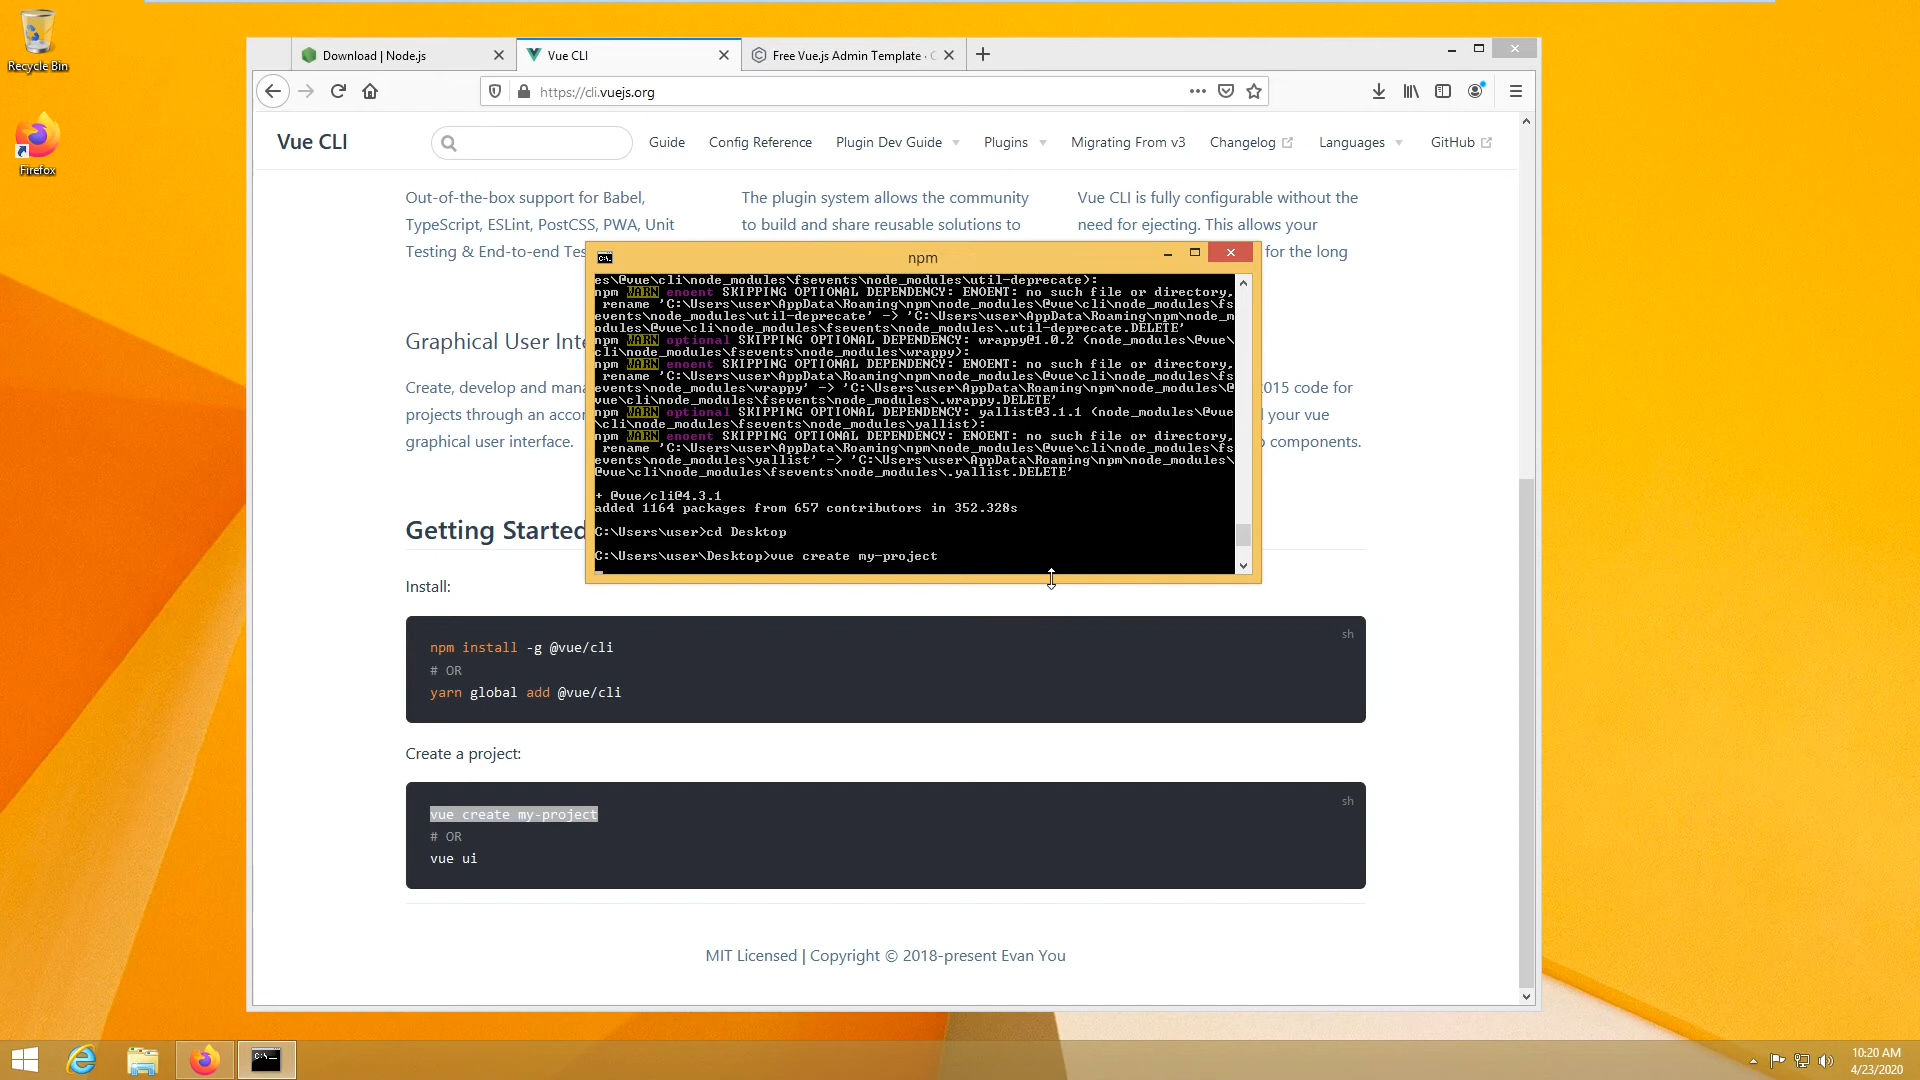 Recycle Bin
Firefox
Download | Node.js
Vue CLI
Free Vue.js Admin Template ·
https://cli.vuejs.org
Vue CLI
Guide
Config Reference
Plugin Dev Guide
Plugins
Migrating From v3
Changelog
Languages
GitHub
Out-of-the-box support for Babel,
TypeScript, ESLint, PostCSS, PWA, Unit
Testing & End-to-end
The plugin system allows the community
to build and share reusable solutions to
Vue CLI is fully configurable without the
need for ejecting. This allows your
for the long
Graphical User
Create, develop and
projects through an
graphical user interface.
2015 code for
your vue
components.
npm
es\@vue\cli\node_modules\fsevents\node_modules\util-deprecate):
npm WARN enoent SKIPPING OPTIONAL DEPENDENCY: ENOENT: no such file or directory,
rename 'C:\Users\user\AppData\Roaming\npm\node_modules\@vue\cli\node_modules\fs
events\node_modules\util-deprecate' -> 'C:\Users\user\AppData\Roaming\npm\node_m
odules\@vue\cli\node_modules\fsevents\node_modules\.util-deprecate.DELETE'
npm WARN optional SKIPPING OPTIONAL DEPENDENCY: wrappy@1.0.2 (node_modules\@vue\
cli\node_modules\fsevents\node_modules\wrappy):
npm WARN enoent SKIPPING OPTIONAL DEPENDENCY: ENOENT: no such file or directory,
rename 'C:\Users\user\AppData\Roaming\npm\node_modules\@vue\cli\node_modules\fs
events\node_modules\wrappy' -> 'C:\Users\user\AppData\Roaming\npm\node_modules\@
vue\cli\node_modules\fsevents\node_modules\.wrappy.DELETE'
npm WARN optional SKIPPING OPTIONAL DEPENDENCY: yallist@3.1.1 (node_modules\@vue
\cli\node_modules\fsevents\node_modules\yallist):
npm WARN enoent SKIPPING OPTIONAL DEPENDENCY: ENOENT: no such file or directory,
rename 'C:\Users\user\AppData\Roaming\npm\node_modules\@vue\cli\node_modules\fs
events\node_modules\yallist' -> 'C:\Users\user\AppData\Roaming\npm\node_modules\
@vue\cli\node_modules\fsevents\node_modules\.yallist.DELETE'
+ @vue/cli@4.3.1
added 1164 packages from 657 contributors in 352.328s
C:\Users\user>cd Desktop
C:\Users\user\Desktop>vue create my-project
Getting Started
Install:
sh
npm install -g @vue/cli
# OR
yarn global add @vue/cli
Create a project:
sh
vue create my-project
# OR
vue ui
MIT Licensed | Copyright © 2018-present Evan You
10:20 AM
4/23/2020